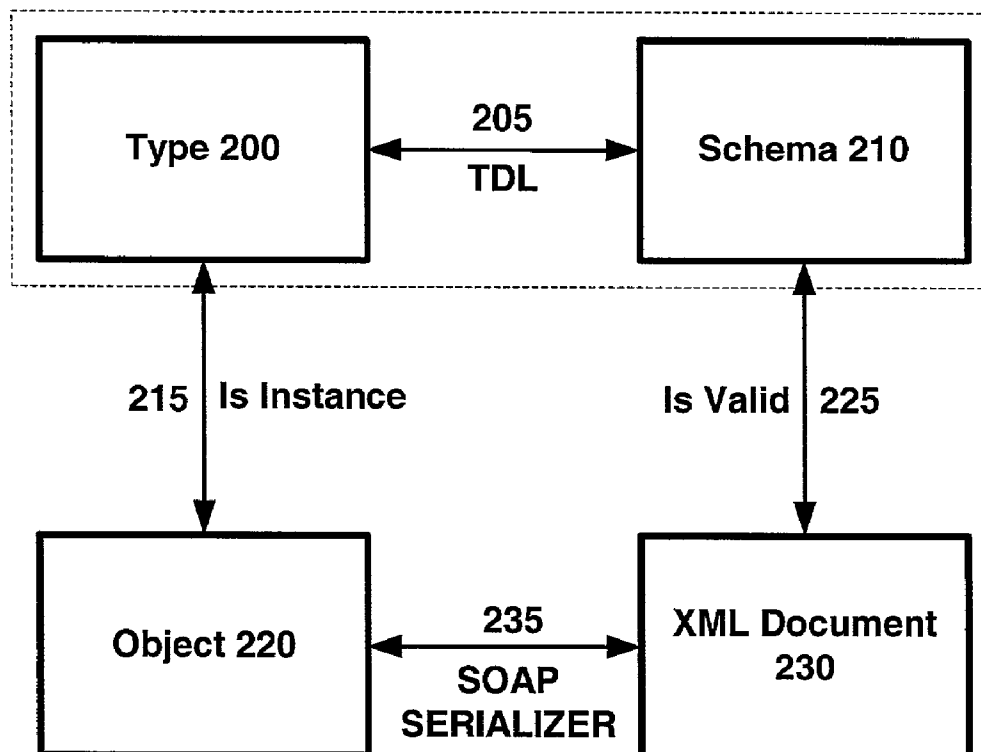 Type 200
205
TDL
Schema 210
215
Is Instance
Is Valid
225
Object 220
235
SOAP
SERIALIZER
XML Document
230